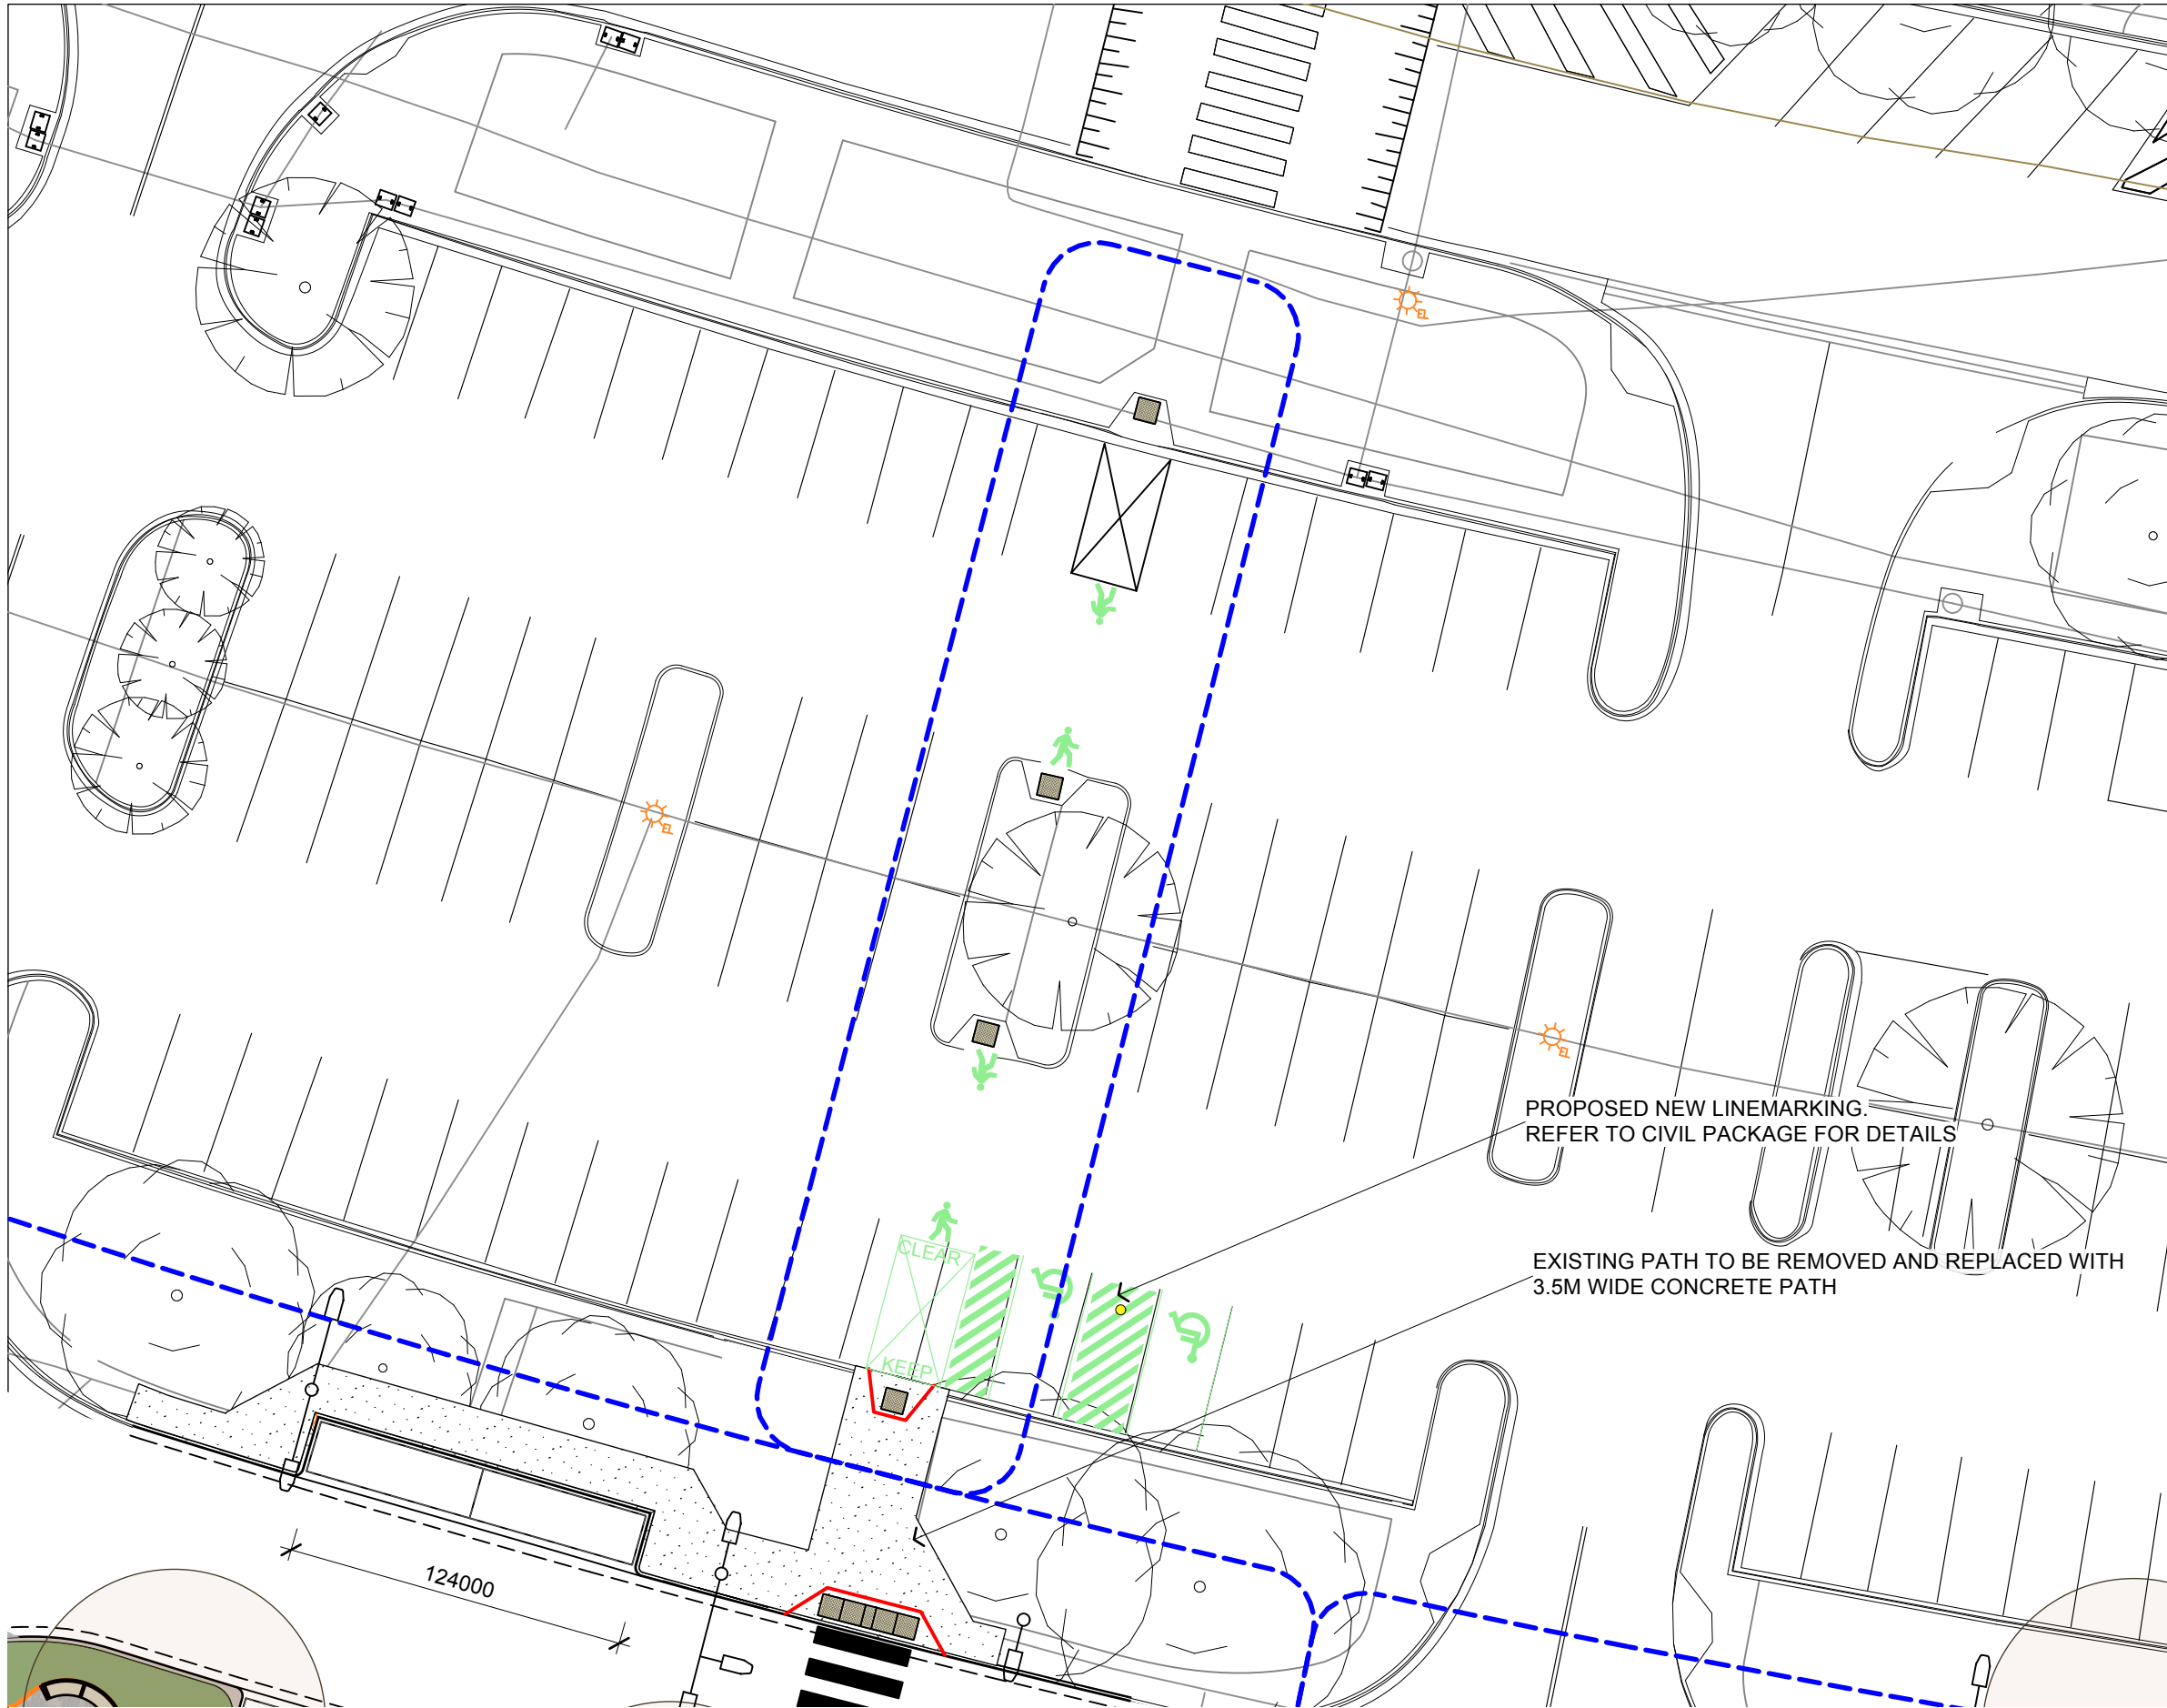 PROPOSED NEW LINEMARKING.
REFER TO CIVIL PACKAGE FOR DETAILS
CLEAR
EXISTING PATH TO BE REMOVED AND REPLACED WITH
3.5M WIDE CONCRETE PATH
KEEP
124000